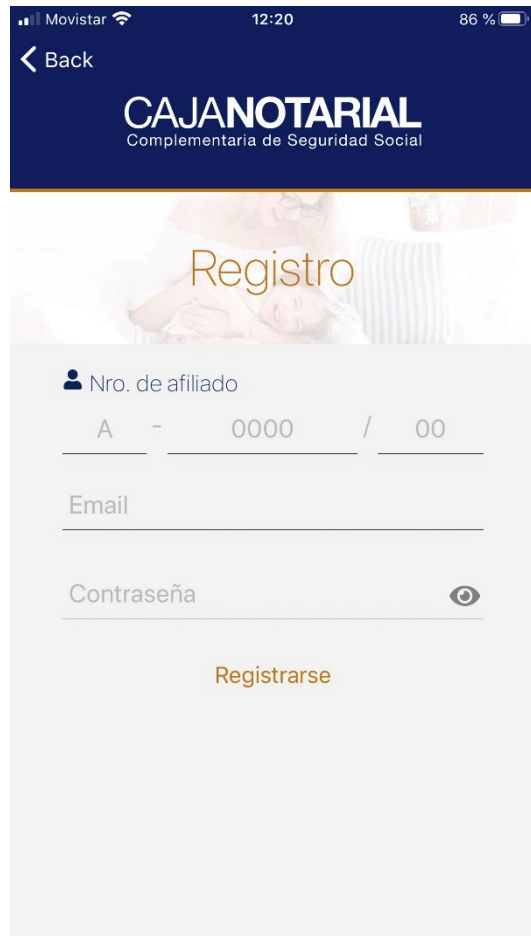 Movistar 12:20 86 %
Back
CAJANOTARIAL
Complementaria de Seguridad Social
Registro
Nro. de afiliado
A - 0000 / 00
Email
Contraseña
Registrarse